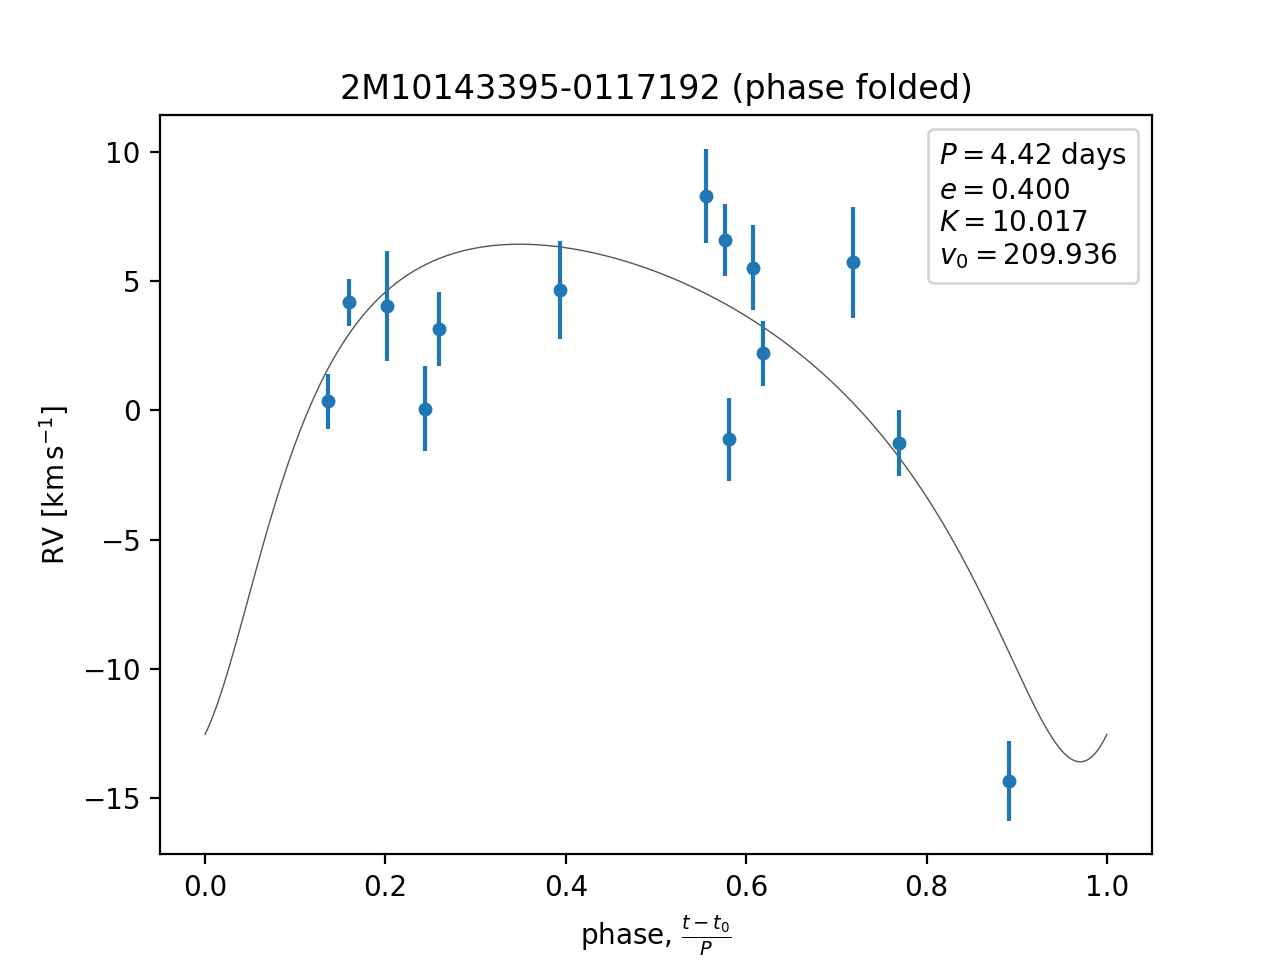 2M10143395-0117192 (phase folded)
P = 4.42 days
e = 0.400
K = 10.017
v₀ = 209.936
RV [km s⁻¹]
10
5
0
−5
−10
−15
0.0 0.2 0.4 0.6 0.8 1.0
phase, (t − t₀)/P